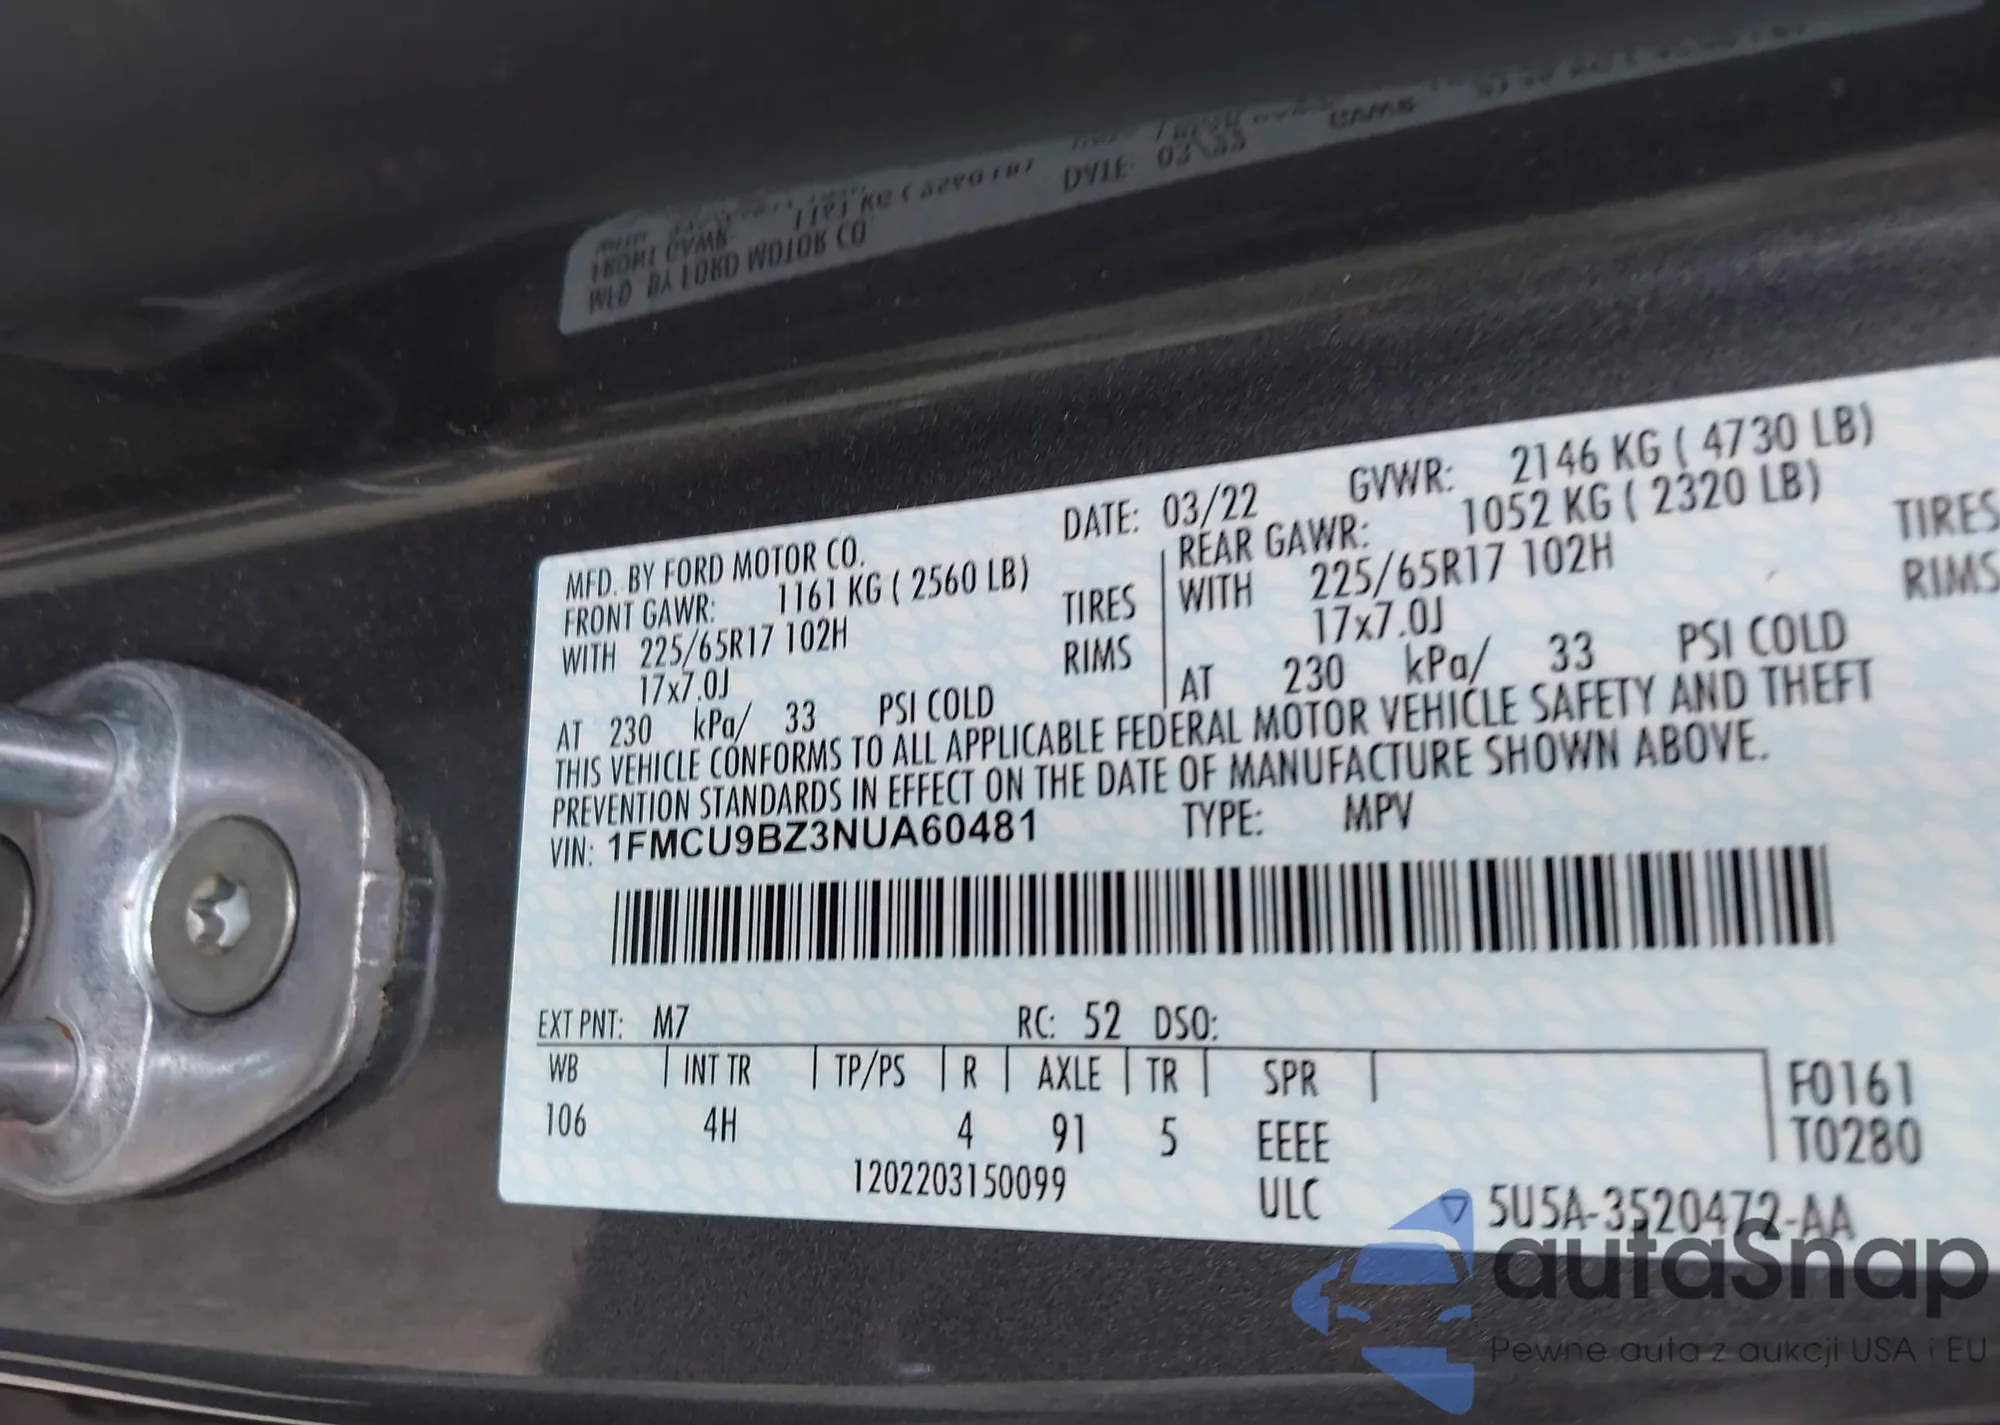 MFD. BY FORD MOTOR CO. DATE: 03/22 GVWR: 2146 KG ( 4730 LB)
FRONT GAWR: 1161 KG ( 2560 LB) REAR GAWR: 1052 KG ( 2320 LB)
WITH 225/65R17 102H TIRES WITH 225/65R17 102H TIRES
17x7.0J RIMS 17x7.0J RIMS
AT 230 kPa/ 33 PSI COLD AT 230 kPa/ 33 PSI COLD
THIS VEHICLE CONFORMS TO ALL APPLICABLE FEDERAL MOTOR VEHICLE SAFETY AND THEFT
PREVENTION STANDARDS IN EFFECT ON THE DATE OF MANUFACTURE SHOWN ABOVE.
VIN: 1FMCU9BZ3NUA60481 TYPE: MPV
EXT PNT: M7 RC: 52 DSO:
WB INT TR TP/PS R AXLE TR SPR F0161
106 4H 4 91 5 EEEE T0280
1202203150099 ULC 5U5A-3520472-AA
autaSnap
Pewne auta z aukcji USA i EU